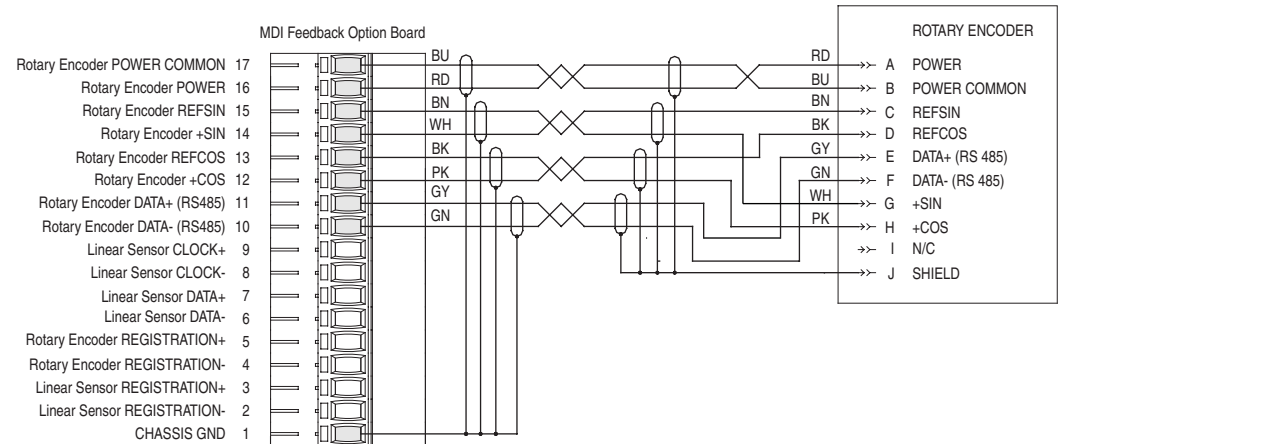 MDI Feedback Option Board
Rotary Encoder POWER COMMON 17
Rotary Encoder POWER 16
Rotary Encoder REFSIN 15
Rotary Encoder +SIN 14
Rotary Encoder REFCOS 13
Rotary Encoder +COS 12
Rotary Encoder DATA+ (RS485) 11
Rotary Encoder DATA- (RS485) 10
Linear Sensor CLOCK+ 9
Linear Sensor CLOCK- 8
Linear Sensor DATA+ 7
Linear Sensor DATA- 6
Rotary Encoder REGISTRATION+ 5
Rotary Encoder REGISTRATION- 4
Linear Sensor REGISTRATION+ 3
Linear Sensor REGISTRATION- 2
CHASSIS GND 1
BU
RD
BN
WH
BK
PK
GY
GN
RD
BU
BN
BK
GY
GN
WH
PK
ROTARY ENCODER
A POWER
B POWER COMMON
C REFSIN
D REFCOS
E DATA+ (RS 485)
F DATA- (RS 485)
G +SIN
H +COS
I N/C
J SHIELD